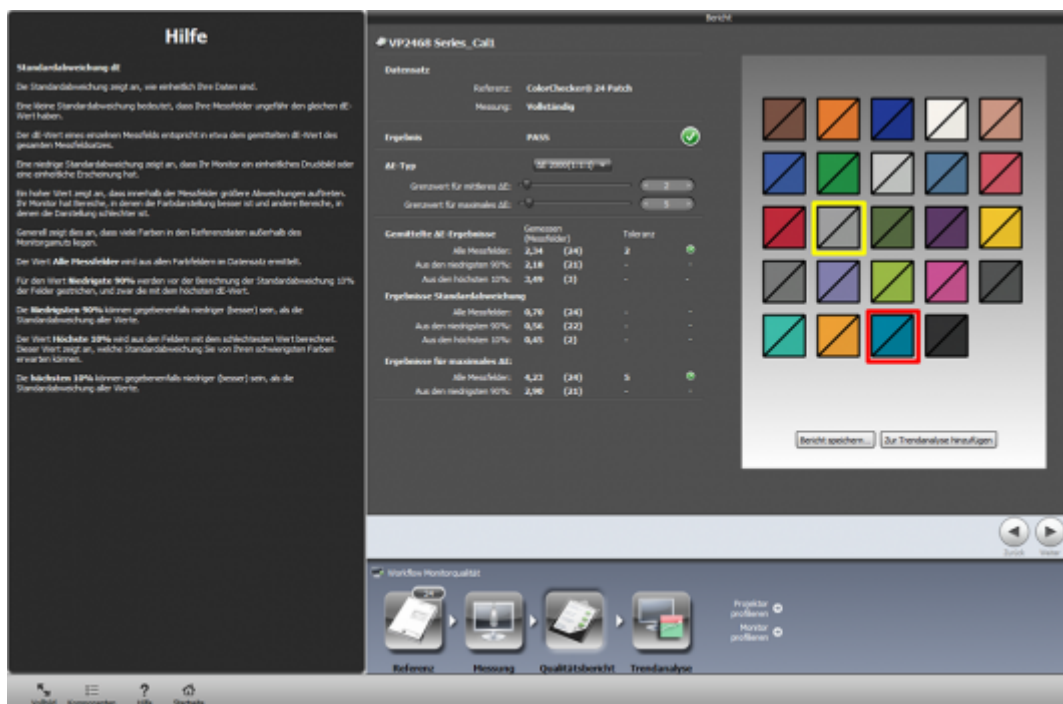 Bericht
Hilfe
Standardabweichung dE
Die Standardabweichung zeigt an, wie einheitlich Ihre Daten sind.
Eine kleine Standardabweichung bedeutet, dass Ihre Messfelder ungefähr den gleichen dE-
Wert haben.
Der dE-Wert eines einzelnen Messfelds entspricht in etwa dem gemittelten dE-Wert des
gesamten Messfeldsatzes.
Eine niedrige Standardabweichung zeigt an, dass Ihr Monitor ein einheitliches Druckbild oder
eine einheitliche Erscheinung hat.
Ein hoher Wert zeigt an, dass innerhalb der Messfelder größere Abweichungen auftreten.
Ihr Monitor hat Bereiche, in denen die Farbdarstellung besser ist und andere Bereiche, in
denen die Darstellung schlechter ist.
Generell zeigt dies an, dass viele Farben in den Referenzdaten außerhalb des
Monitorgamuts liegen.
Der Wert Alle Messfelder wird aus allen Farbfeldern im Datensatz ermittelt.
Für den Wert Niedrigste 90% werden vor der Berechnung der Standardabweichung 10%
der Felder gestrichen, und zwar die mit dem höchsten dE-Wert.
Die Niedrigsten 90% können gegebenenfalls niedriger (besser) sein, als die
Standardabweichung aller Werte.
Der Wert Höchste 10% wird aus den Feldern mit dem schlechtesten Wert berechnet.
Dieser Wert zeigt an, welche Standardabweichung Sie von Ihren schwierigsten Farben
erwarten können.
Die höchsten 10% können gegebenenfalls niedriger (besser) sein, als die
Standardabweichung aller Werte.
VP2468 Series_Cal1
Datensatz
Referenz: ColorChecker® 24 Patch
Messung: Vollständig
Ergebnis PASS
ΔE-Typ ΔE 2000(1:1:1)
Grenzwert für mittleres ΔE: 2
Grenzwert für maximales ΔE: 5
Gemittelte ΔE-Ergebnisse Gemessen (Messfelder) Toleranz
Alle Messfelder: 2,34 (24) 2
Aus den niedrigsten 90%: 2,18 (21) -
Aus den höchsten 10%: 3,49 (3) -
Ergebnisse Standardabweichung
Alle Messfelder: 0,70 (24) -
Aus den niedrigsten 90%: 0,56 (22) -
Aus den höchsten 10%: 0,45 (2) -
Ergebnisse für maximales ΔE:
Alle Messfelder: 4,23 (24) 5
Aus den niedrigsten 90%: 2,90 (21) -
Bericht speichern... Zur Trendanalyse hinzufügen
Zurück Weiter
Workflow Monitorqualität
24
Projektor profilieren
Monitor profilieren
Referenz Messung Qualitätsbericht Trendanalyse
Vollbild Komponenten Hilfe Startseite